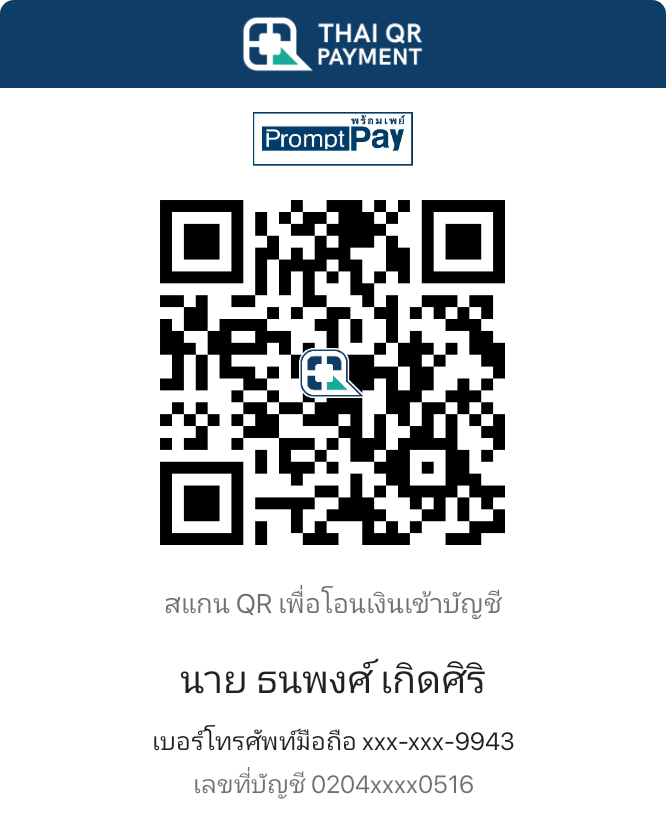 THAI QR
PAYMENT
พร้อมเพย์
PromptPay
สแกน QR เพื่อโอนเงินเข้าบัญชี
นาย ธนพงศ์ เกิดศิริ
เบอร์โทรศัพท์มือถือ xxx-xxx-9943
เลขที่บัญชี 0204xxxx0516